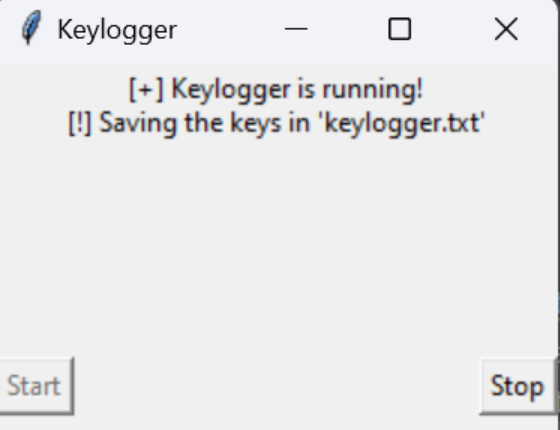 Keylogger
[+] Keylogger is running!
[!] Saving the keys in 'keylogger.txt'
Start
Stop